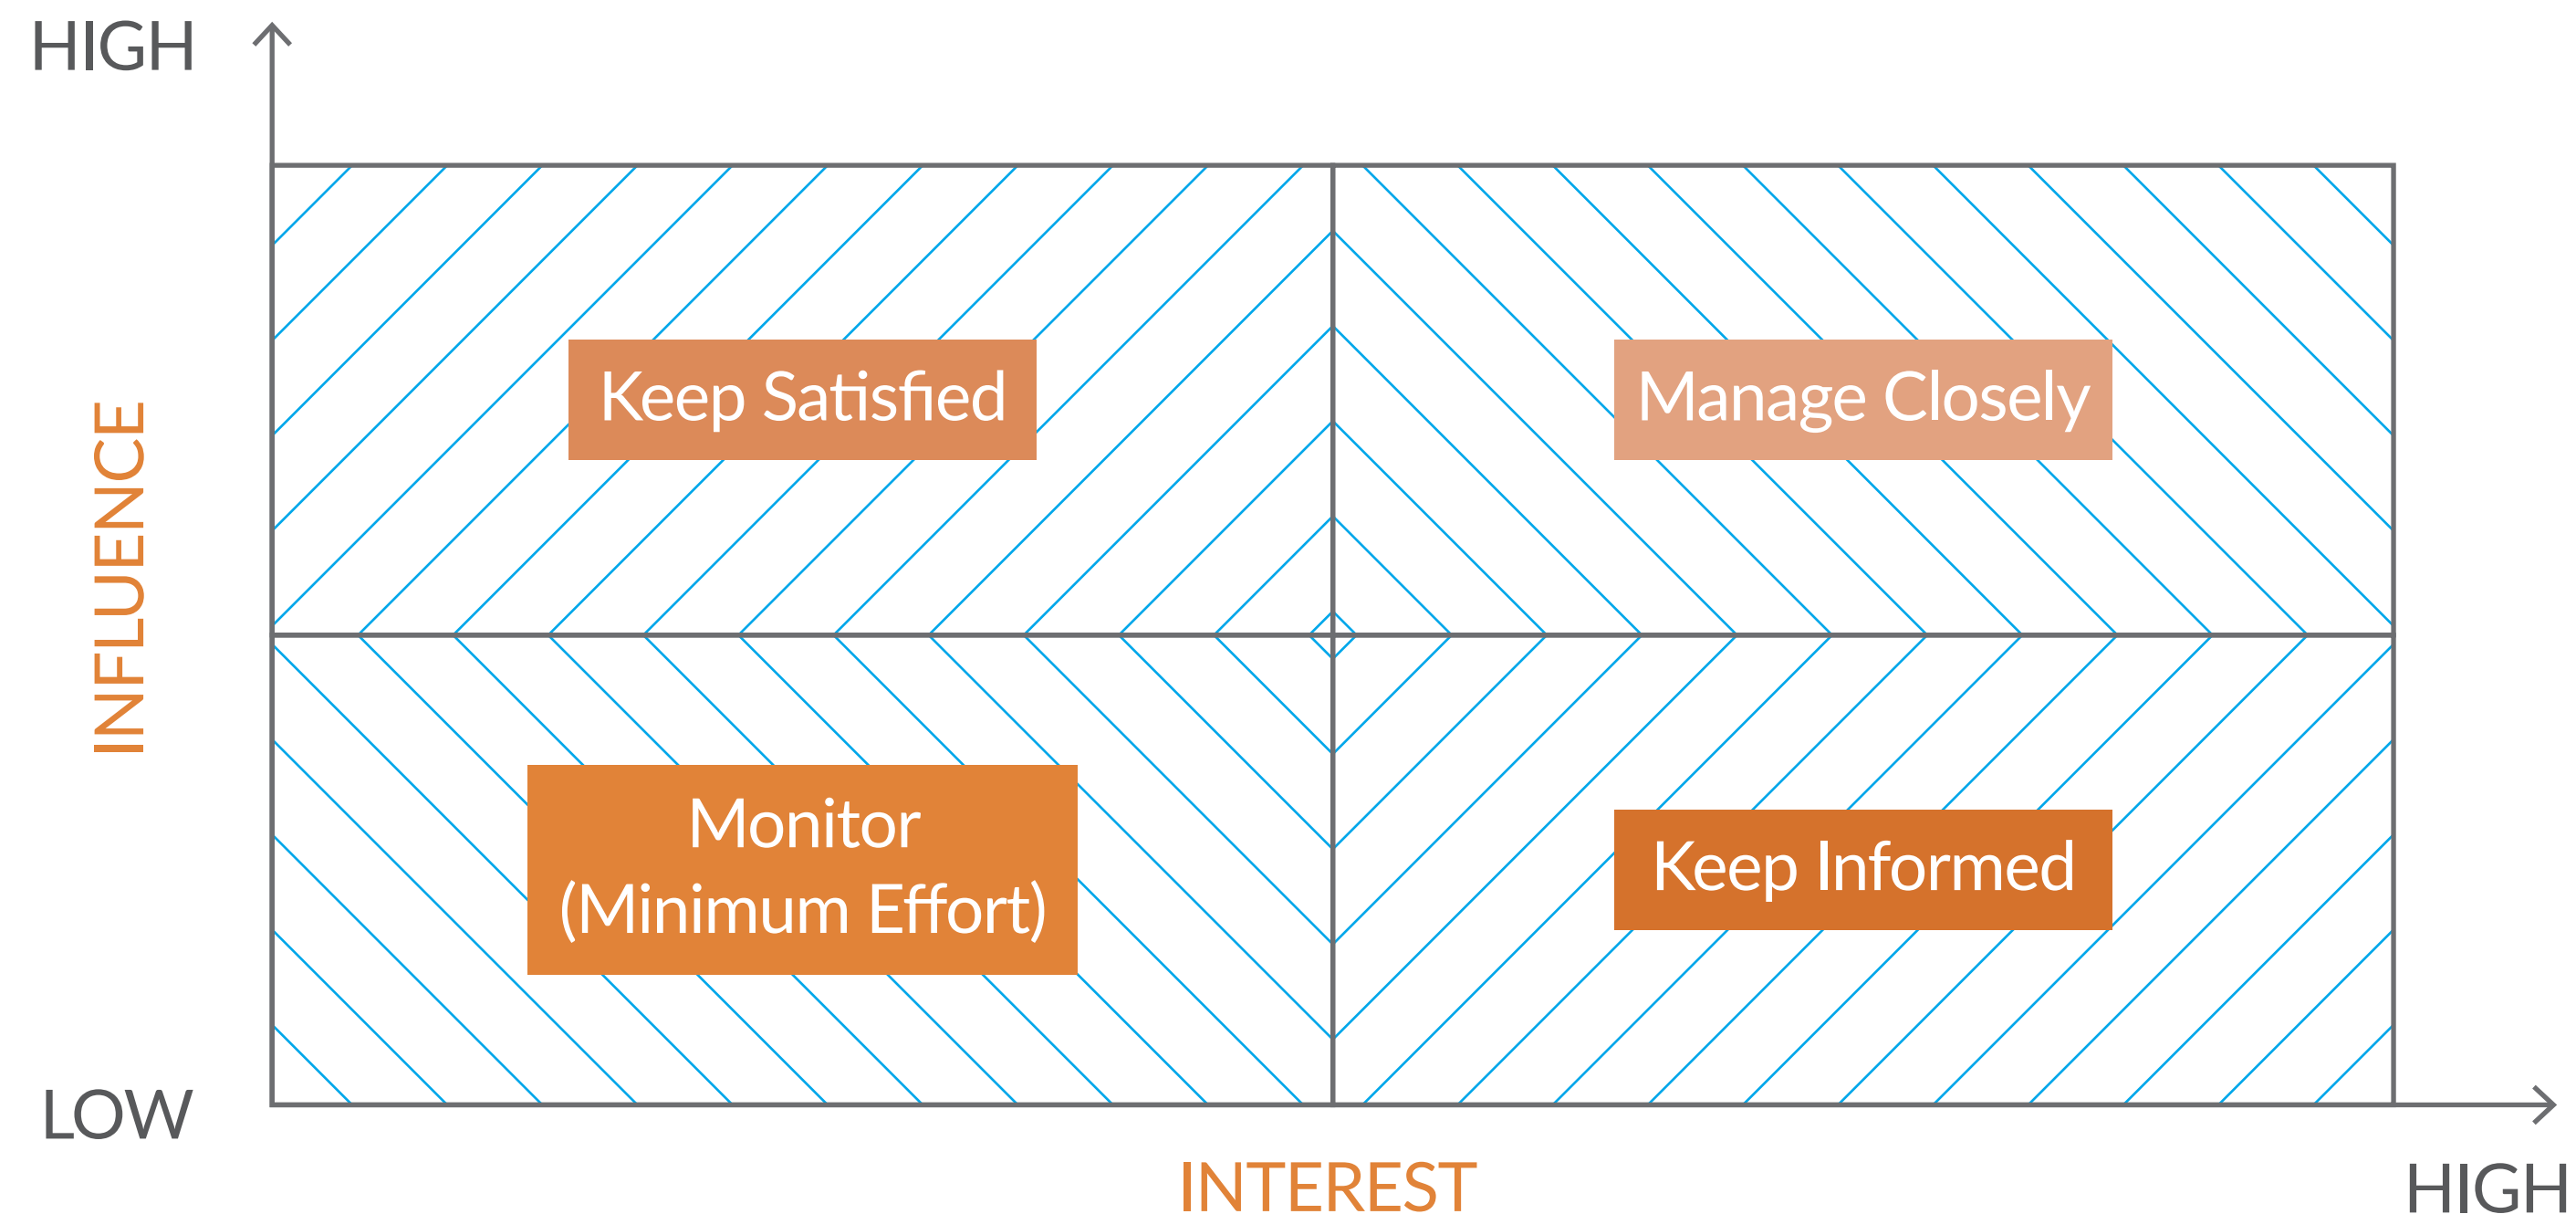 HIGH
INFLUENCE
Keep Satisfied
Manage Closely
Monitor
(Minimum Effort)
Keep Informed
LOW
INTEREST
HIGH